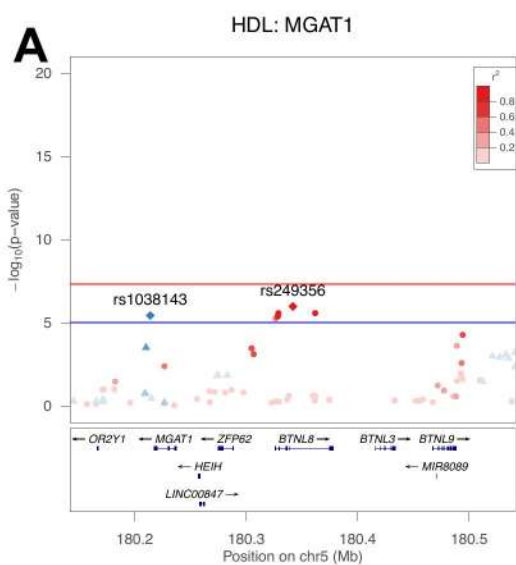 A
HDL: MGAT1
20
15
10
5
0
−log10(p−value)
r2
0.8
0.6
0.4
0.2
rs1038143
rs249356
← OR2Y1
← MGAT1
← ZFP62
BTNL8 →
BTNL3 →
BTNL9 →
← HEIH
← MIR8089
LINC00847 →
180.2
180.3
180.4
180.5
Position on chr5 (Mb)